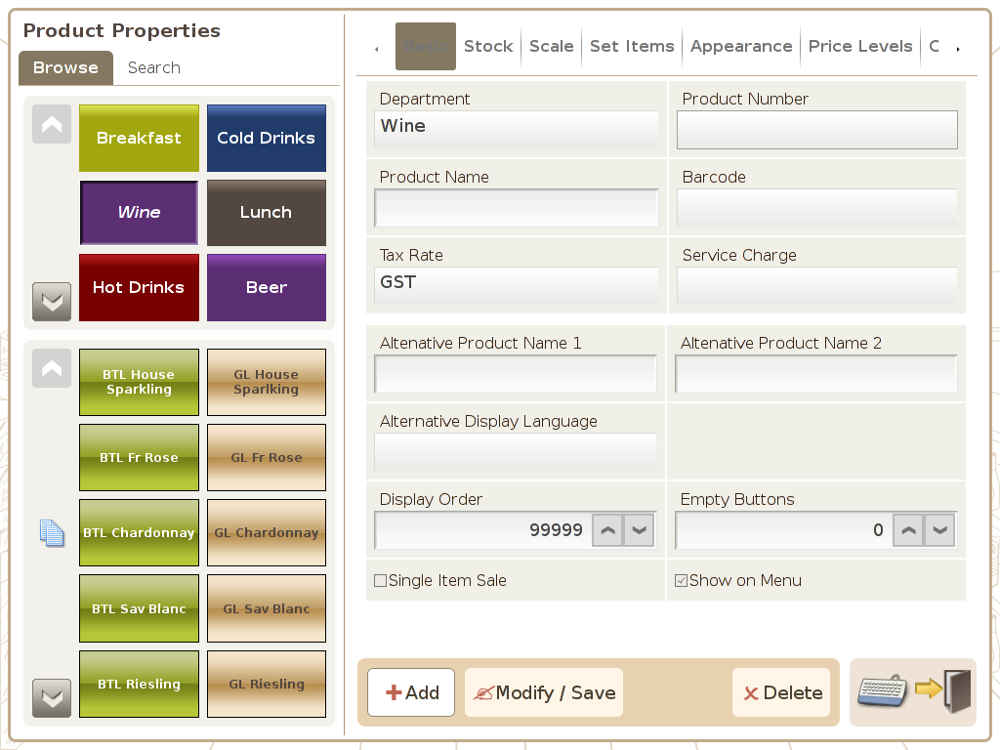 Product Properties
Browse
Search
Breakfast
Cold Drinks
Wine
Lunch
Hot Drinks
Beer
BTL House
Sparkling
GL House
Sparlking
BTL Fr Rose
GL Fr Rose
BTL Chardonnay
GL Chardonnay
BTL Sav Blanc
GL Sav Blanc
BTL Riesling
GL Riesling
Basic
Stock
Scale
Set Items
Appearance
Price Levels
C
Department
Wine
Product Number
Product Name
Barcode
Tax Rate
GST
Service Charge
Altenative Product Name 1
Altenative Product Name 2
Alternative Display Language
Display Order
99999
Empty Buttons
0
Single Item Sale
Show on Menu
Add
Modify / Save
Delete